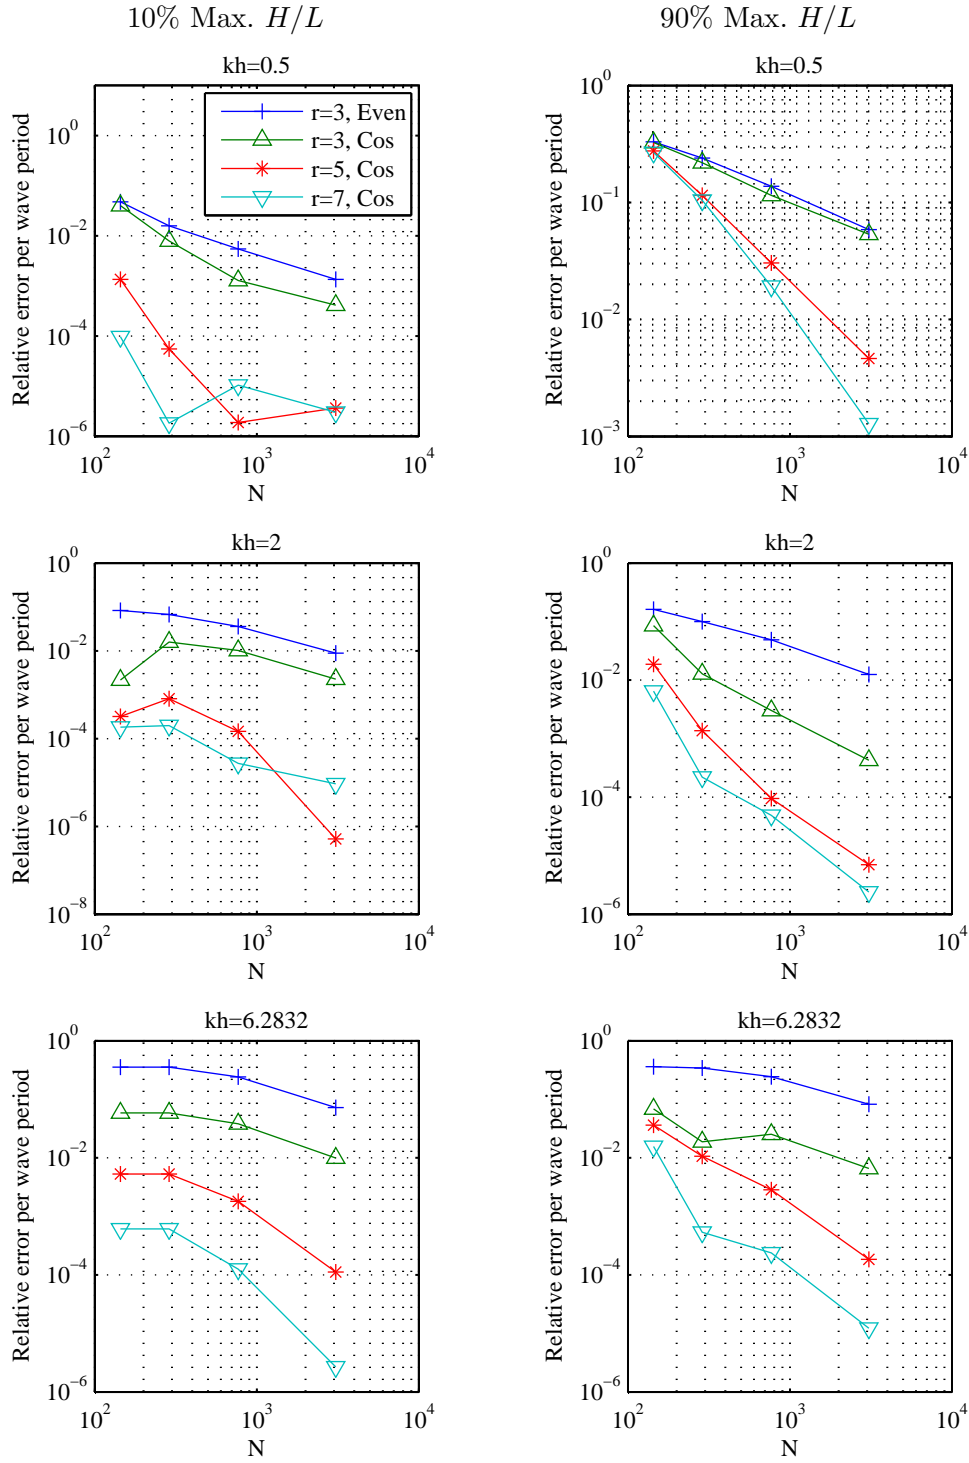 10% Max. H/L
90% Max. H/L
kh=0.5
Relative error per wave period
10^0
10^−2
10^−4
10^−6
10^2
10^3
10^4
N
r=3, Even
r=3, Cos
r=5, Cos
r=7, Cos
kh=0.5
Relative error per wave period
10^0
10^−1
10^−2
10^−3
10^2
10^3
10^4
N
kh=2
Relative error per wave period
10^0
10^−2
10^−4
10^−6
10^−8
10^2
10^3
10^4
N
kh=2
Relative error per wave period
10^0
10^−2
10^−4
10^−6
10^2
10^3
10^4
N
kh=6.2832
Relative error per wave period
10^0
10^−2
10^−4
10^−6
10^2
10^3
10^4
N
kh=6.2832
Relative error per wave period
10^0
10^−2
10^−4
10^−6
10^2
10^3
10^4
N